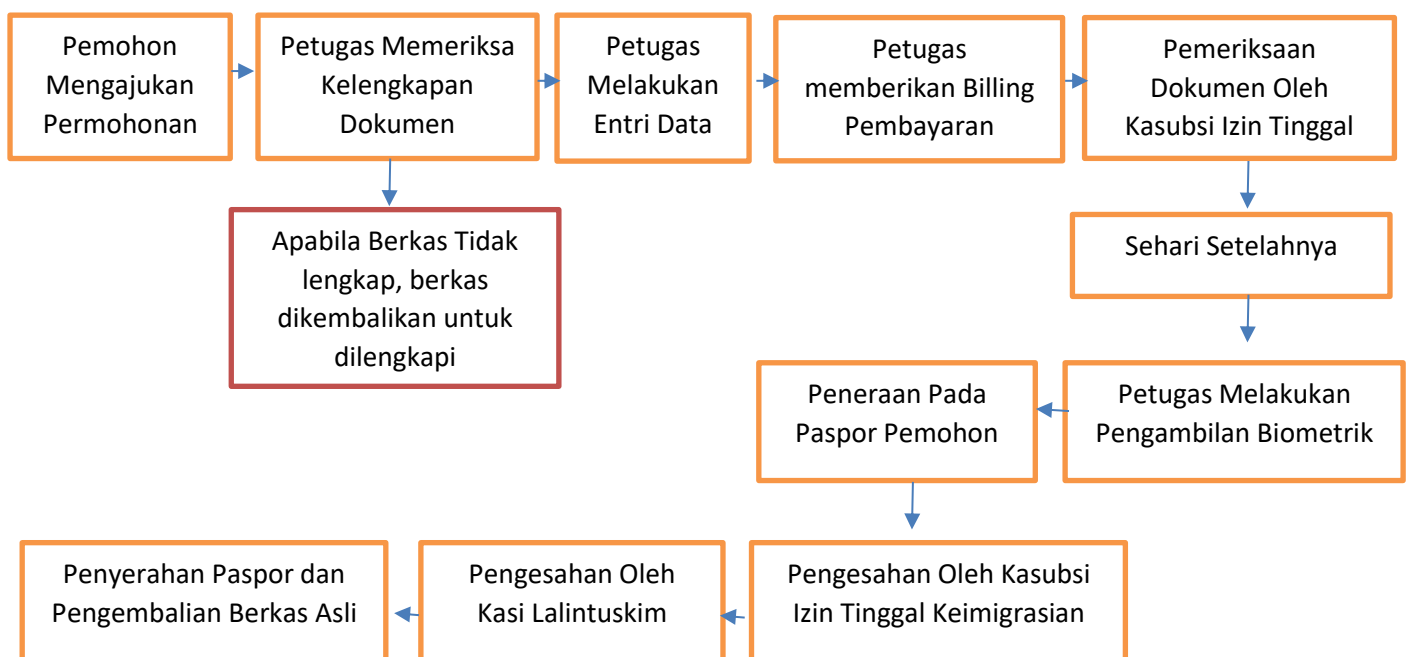 Pemohon
Mengajukan
Permohonan
Petugas Memeriksa
Kelengkapan
Dokumen
Petugas
Melakukan
Entri Data
Petugas
memberikan Billing
Pembayaran
Pemeriksaan
Dokumen Oleh
Kasubsi Izin Tinggal
Apabila Berkas Tidak
lengkap, berkas
dikembalikan untuk
dilengkapi
Sehari Setelahnya
Petugas Melakukan
Pengambilan Biometrik
Peneraan Pada
Paspor Pemohon
Pengesahan Oleh Kasubsi
Izin Tinggal Keimigrasian
Pengesahan Oleh
Kasi Lalintuskim
Penyerahan Paspor dan
Pengembalian Berkas Asli